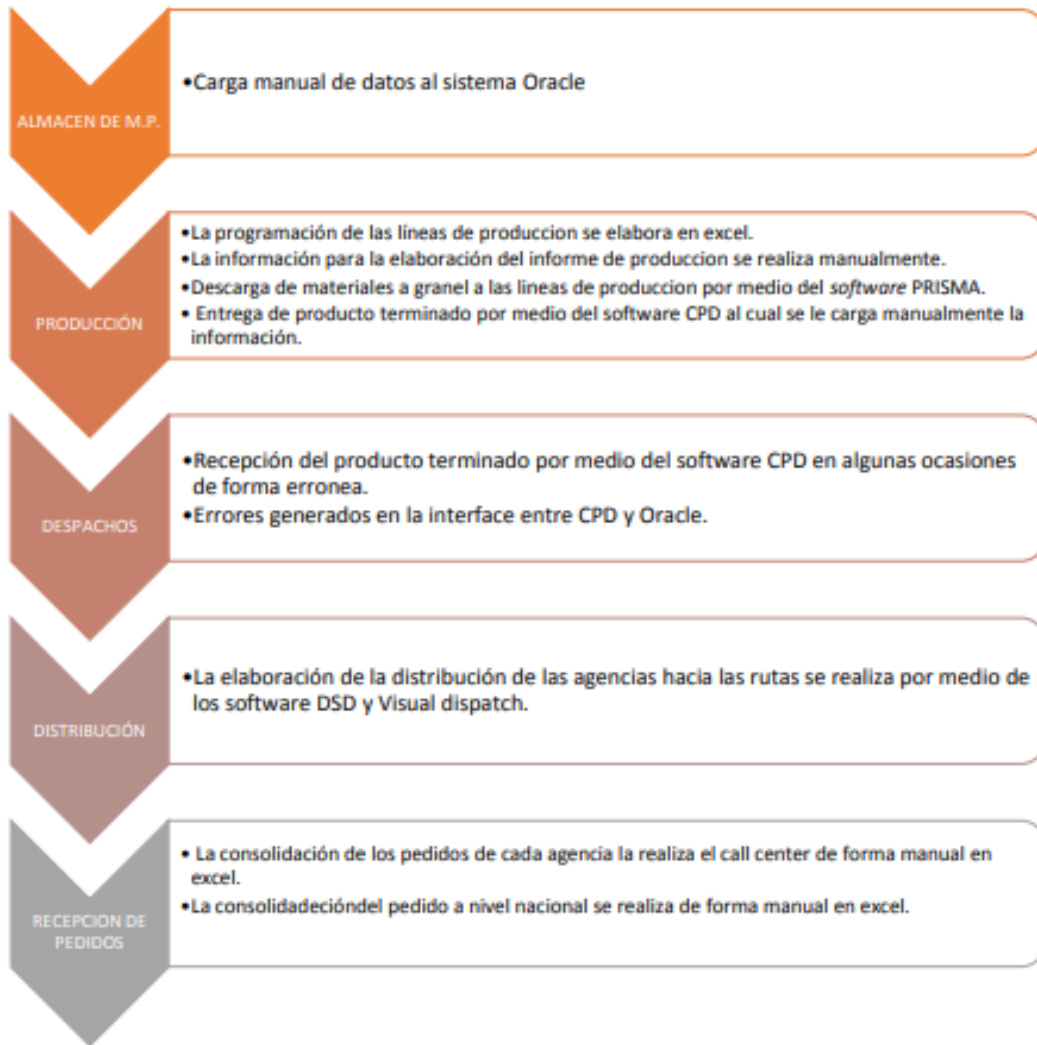 ALMACEN DE M.P.
•Carga manual de datos al sistema Oracle
PRODUCCIÓN
•La programación de las líneas de produccion se elabora en excel.
•La información para la elaboración del informe de produccion se realiza manualmente.
•Descarga de materiales a granel a las lineas de produccion por medio del software PRISMA.
• Entrega de producto terminado por medio del software CPD al cual se le carga manualmente la
información.
DESPACHOS
•Recepción del producto terminado por medio del software CPD en algunas ocasiones
de forma erronea.
•Errores generados en la interface entre CPD y Oracle.
DISTRIBUCIÓN
•La elaboración de la distribución de las agencias hacia las rutas se realiza por medio de
los software DSD y Visual dispatch.
RECEPCION DE
PEDIDOS
• La consolidación de los pedidos de cada agencia la realiza el call center de forma manual en
excel.
•La consolidadecióndel pedido a nivel nacional se realiza de forma manual en excel.